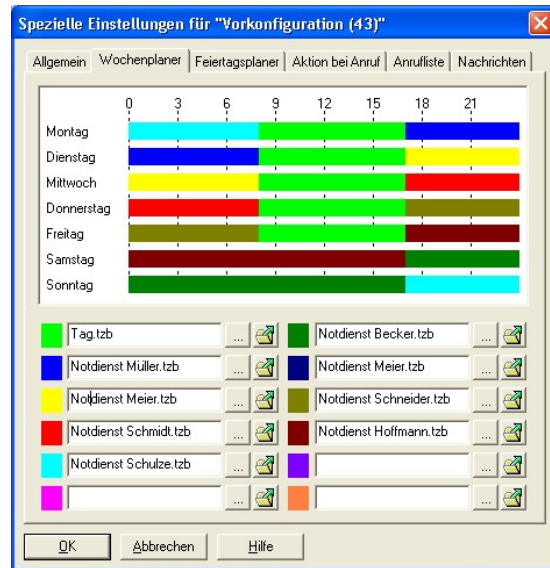 Spezielle Einstellungen für "Vorkonfiguration (43)"
Allgemein Wochenplaner Feiertagsplaner Aktion bei Anruf Anrufliste Nachrichten
0 3 6 9 12 15 18 21
Montag
Dienstag
Mittwoch
Donnerstag
Freitag
Samstag
Sonntag
Tag.tzb ... Notdienst Becker.tzb ...
Notdienst Müller.tzb ... Notdienst Meier.tzb ...
Notdienst Meier.tzb ... Notdienst Schneider.tzb ...
Notdienst Schmidt.tzb ... Notdienst Hoffmann.tzb ...
Notdienst Schulze.tzb ... ...
... ...
OK Abbrechen Hilfe